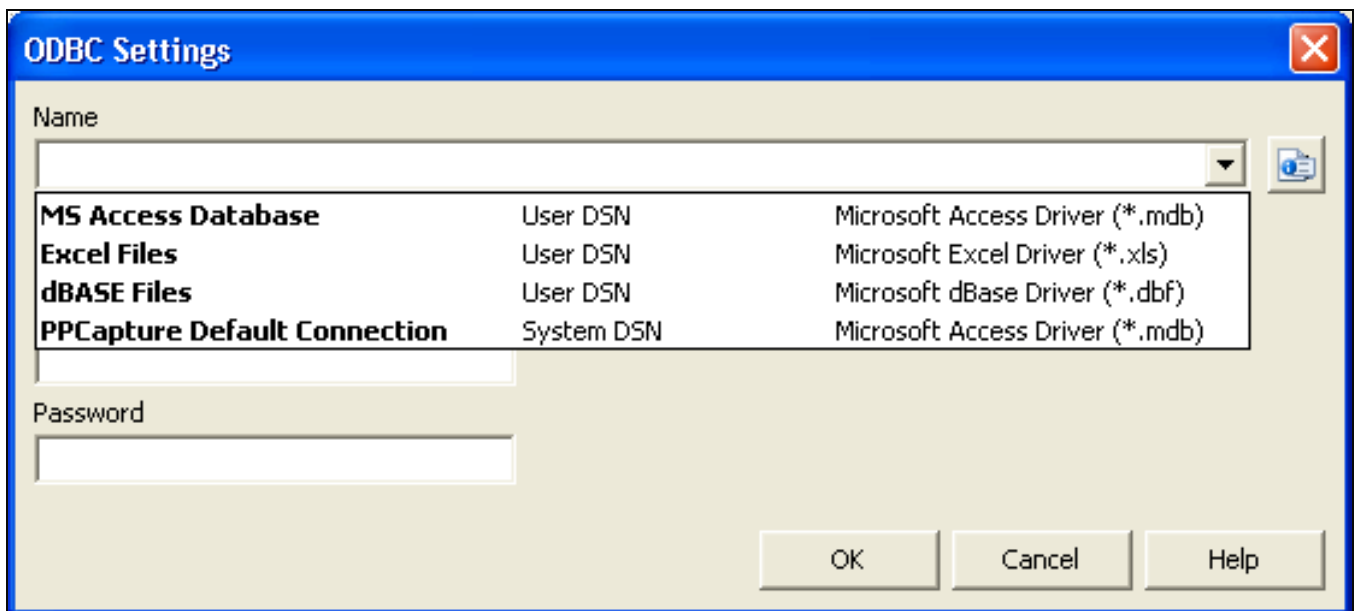 ODBC Settings
Name
MS Access Database User DSN Microsoft Access Driver (*.mdb)
Excel Files User DSN Microsoft Excel Driver (*.xls)
dBASE Files User DSN Microsoft dBase Driver (*.dbf)
PPCapture Default Connection System DSN Microsoft Access Driver (*.mdb)
Password
OK Cancel Help